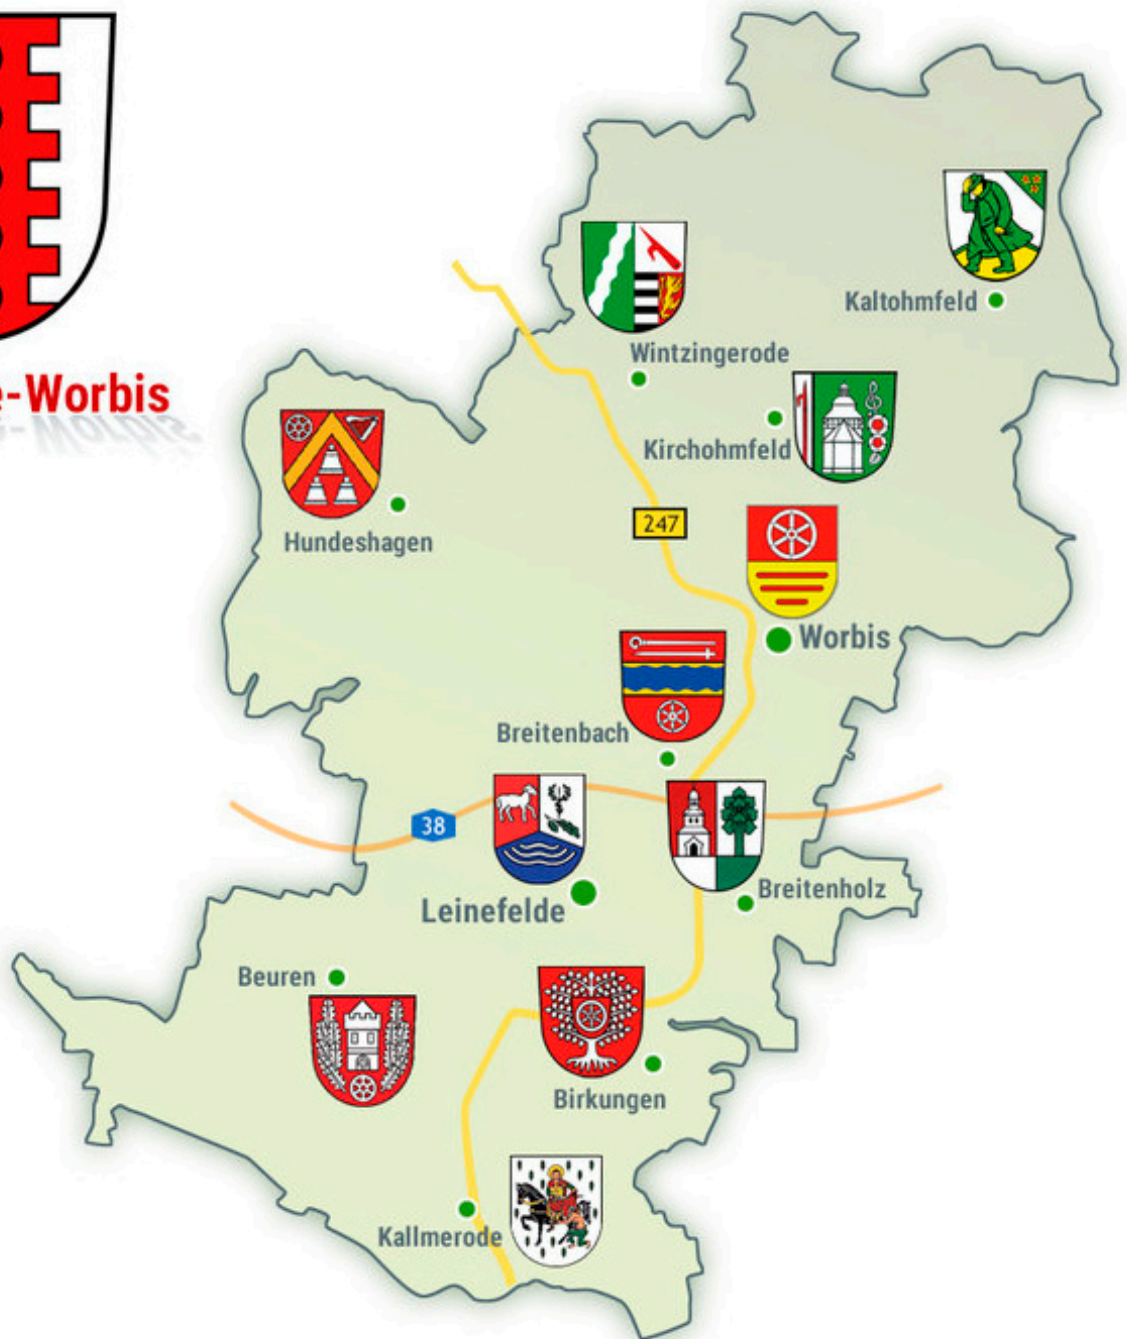 e-Worbis
Kaltohmfeld
Wintzingerode
Kirchohmfeld
Hundeshagen
247
Worbis
Breitenbach
38
Leinefelde
Breitenholz
Beuren
Birkungen
Kallmerode